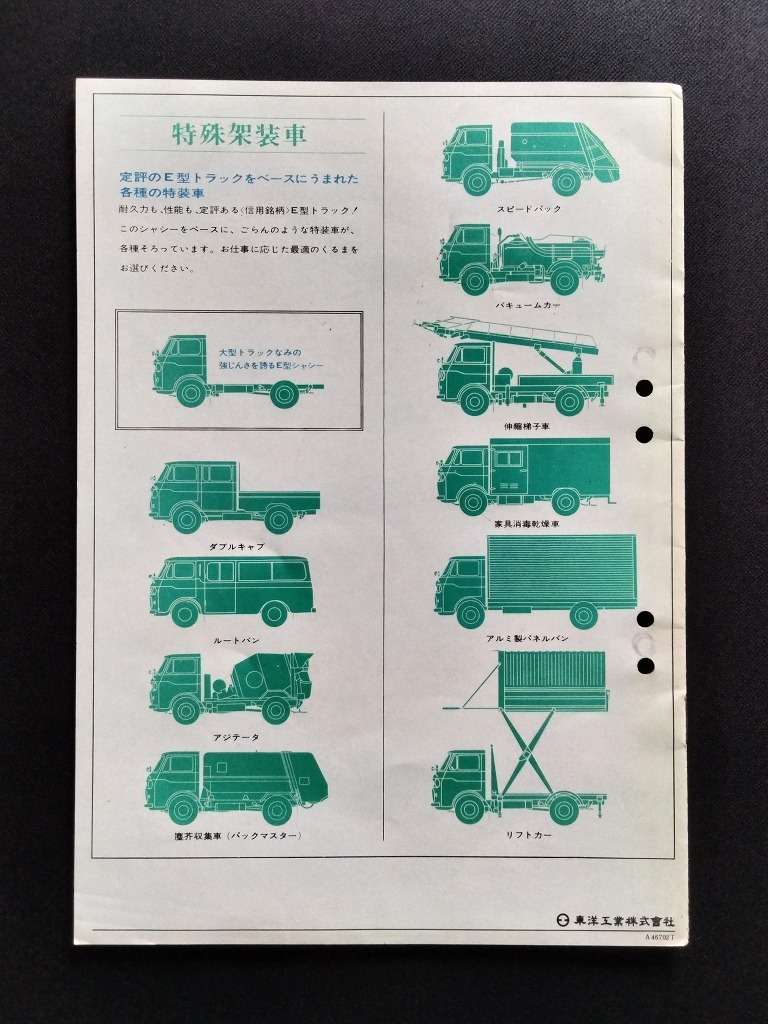 特殊架装車
定評のE型トラックをベースにうまれた
各種の特装車
耐久力も、性能も、定評ある〈信用銘柄〉E型トラック！
このシャシーをベースに、ごらんのような特装車が、
各種そろっています。お仕事に応じた最適のくるまを
お選びください。
大型トラックなみの
強じんさを誇るE型シャシー
ダブルキャブ
ルートバン
アジテータ
塵芥収集車（パックマスター）
スピードパック
バキュームカー
伸縮梯子車
家具消毒乾燥車
アルミ製パネルバン
リフトカー
東洋工業株式會社
A 46702T